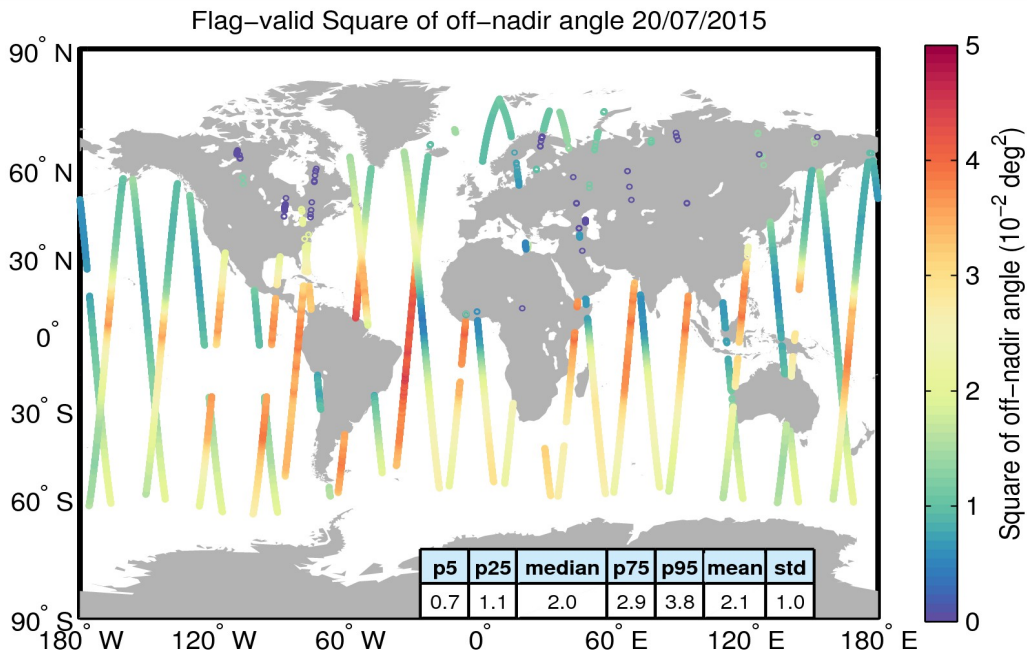 Flag−valid Square of off−nadir angle 20/07/2015
90° N
60° N
30° N
0°
30° S
60° S
90° S
180° W
120° W
60° W
0°
60° E
120° E
180° E
p5 p25 median p75 p95 mean std
0.7 1.1 2.0 2.9 3.8 2.1 1.0
5
4
3
2
1
0
Square of off−nadir angle (10⁻² deg²)